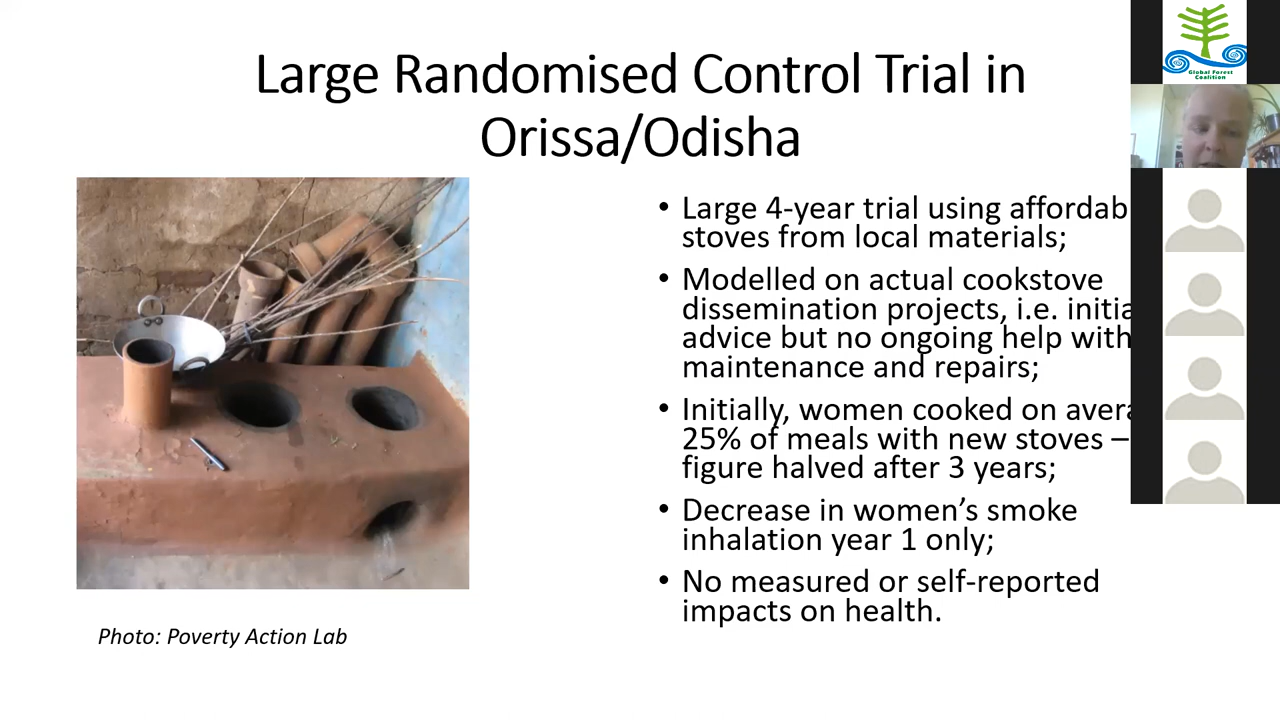 Large Randomised Control Trial in
Orissa/Odisha
• Large 4-year trial using
stoves from local materials;
• Modelled on actual cookstove
dissemination projects, i.e.
advice but no ongoing help with
maintenance and repairs;
• Initially, women cooked on
25% of meals with new stoves –
figure halved after 3 years;
• Decrease in women’s smoke
inhalation year 1 only;
• No measured or self-reported
impacts on health.
Photo: Poverty Action Lab
Global Forest
Coalition